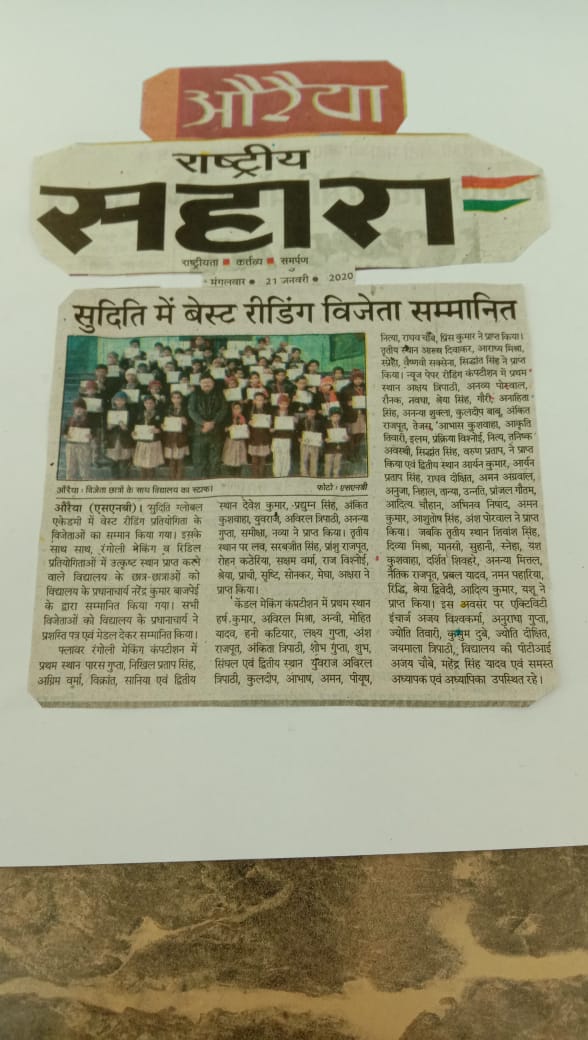 औरैया
राष्ट्रीय
सहारा
राष्ट्रीयता ■ कर्तव्य ■ समर्पण
मंगलवार ● 21 जनवरी ● 2020
सुदिति में बेस्ट रीडिंग विजेता सम्मानित
औरैया : विजेता छात्रों के साथ विद्यालय का स्टाफ। फोटो : एसएनबी
औरैया (एसएनबी)। सुदिति ग्लोबल
एकेडमी में बेस्ट रीडिंग प्रतियोगिता के
विजेताओं का सम्मान किया गया। इसके
साथ साथ, रंगोली मेकिंग व रिडिल
प्रतियोगिताओं में उत्कृष्ट स्थान प्राप्त करने
वाले विद्यालय के छात्र-छात्राओं को
विद्यालय के प्रधानाचार्य नरेंद्र कुमार बाजपेई
के द्वारा सम्मानित किया गया। सभी
विजेताओं को विद्यालय के प्रधानाचार्य ने
प्रशस्ति पत्र एवं मेडल देकर सम्मानित किया।
फ्लावर रंगोली मेकिंग कंपटीशन में
प्रथम स्थान पारस गुप्ता, निखिल प्रताप सिंह,
अग्रिम वर्मा, विक्रांत, सानिया एवं द्वितीय
स्थान देवेश कुमार, प्रद्युम्न सिंह, अंकित
कुशवाहा, युवराज, अविरल त्रिपाठी, अनन्या
गुप्ता, समीक्षा, नव्या ने प्राप्त किया। तृतीय
स्थान पर लव, सरबजीत सिंह, प्रांशु राजपूत,
रोहन कठेरिया, सक्षम वर्मा, राज विश्नोई,
श्रेया, प्राची, सृष्टि, सोनकर, मेघा, अक्षरा ने
प्राप्त किया।
कैंडल मेकिंग कंपटीशन में प्रथम स्थान
हर्ष कुमार, अविरल मिश्रा, अन्वी, मोहित
यादव, हनी कटियार, लक्ष्य गुप्ता, अंश
राजपूत, अंकिता त्रिपाठी, शौभ गुप्ता, शुभ,
सिंघल एवं द्वितीय स्थान युवराज अविरल
त्रिपाठी, कुलदीप, आभाष, अमन, पीयूष,
नित्या, राघव चौबे, प्रिंस कुमार ने प्राप्त किया।
तृतीय स्थान आरुष दिवाकर, आराध्य मिश्रा,
स्नेहा, वैष्णवी सक्सेना, सिद्धांत सिंह ने प्राप्त
किया। न्यूज पेपर रीडिंग कंपटीशन में प्रथम
स्थान अक्षय त्रिपाठी, अनव्य पोरवाल,
रौनक, नवधा, श्रेया सिंह, गौरी, अनाहिता
सिंह, अनन्या शुक्ला, कुलदीप बाबू, अंकित
राजपूत, तेजस, आभास कुशवाहा, आकृति
तिवारी, इलम, प्रक्रिया विश्नोई, नित्य, तनिष्क
अवस्थी, सिद्धांत सिंह, वरुण प्रताप, ने प्राप्त
किया एवं द्वितीय स्थान आर्यन कुमार, आर्यन
प्रताप सिंह, राघव दीक्षित, अमन अग्रवाल,
अनुजा, निहाल, तान्या, उन्नति, प्रांजल गौतम,
आदित्य चौहान, अभिनव निषाद, अमन
कुमार, आशुतोष सिंह, अंश पोरवाल ने प्राप्त
किया। जबकि तृतीय स्थान शिवांश सिंह,
दिव्या मिश्रा, मानसी, सुहानी, स्नेहा, यश
कुशवाहा, दर्शित शिवहरे, अनन्या मित्तल,
नैतिक राजपूत, प्रबल यादव, नमन पहारिया,
रिद्धि, श्रेया द्विवेदी, आदित्य कुमार, यशू ने
प्राप्त किया। इस अवसर पर एक्टिविटी
इंचार्ज अजय विश्वकर्मा, अनुराधा गुप्ता,
ज्योति तिवारी, कुसुम दुबे, ज्योति दीक्षित,
जयमाला त्रिपाठी, विद्यालय की पीटीआई
अजय चौबे, महेंद्र सिंह यादव एवं समस्त
अध्यापक एवं अध्यापिका उपस्थित रहे।